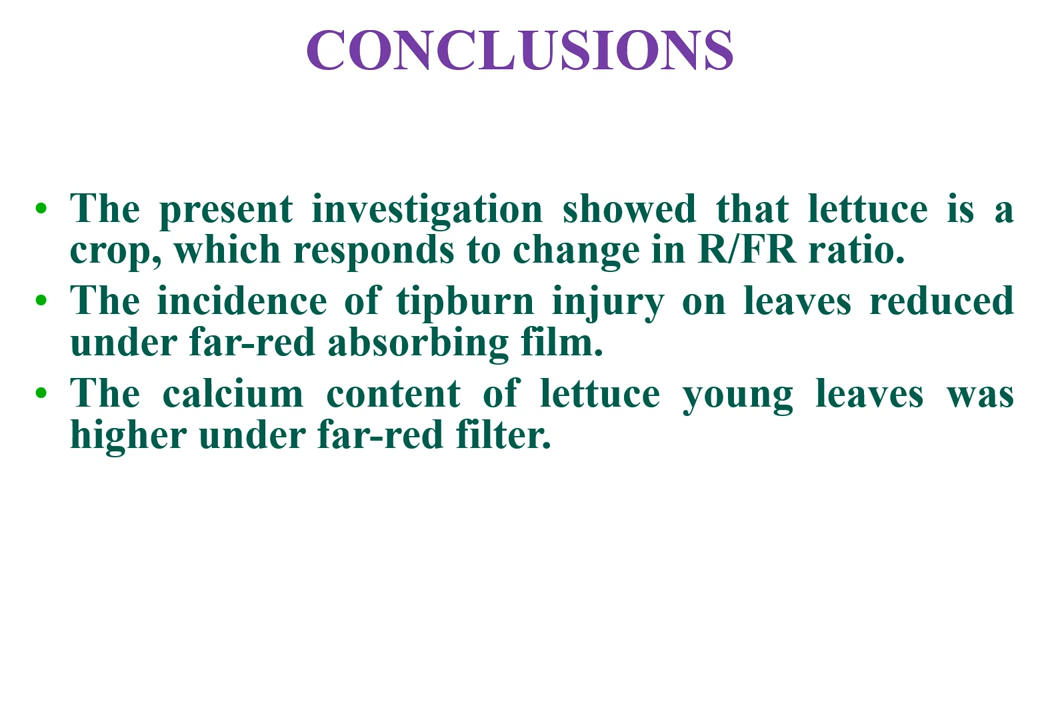 CONCLUSIONS
• The present investigation showed that lettuce is a
crop, which responds to change in R/FR ratio.
• The incidence of tipburn injury on leaves reduced
under far-red absorbing film.
• The calcium content of lettuce young leaves was
higher under far-red filter.